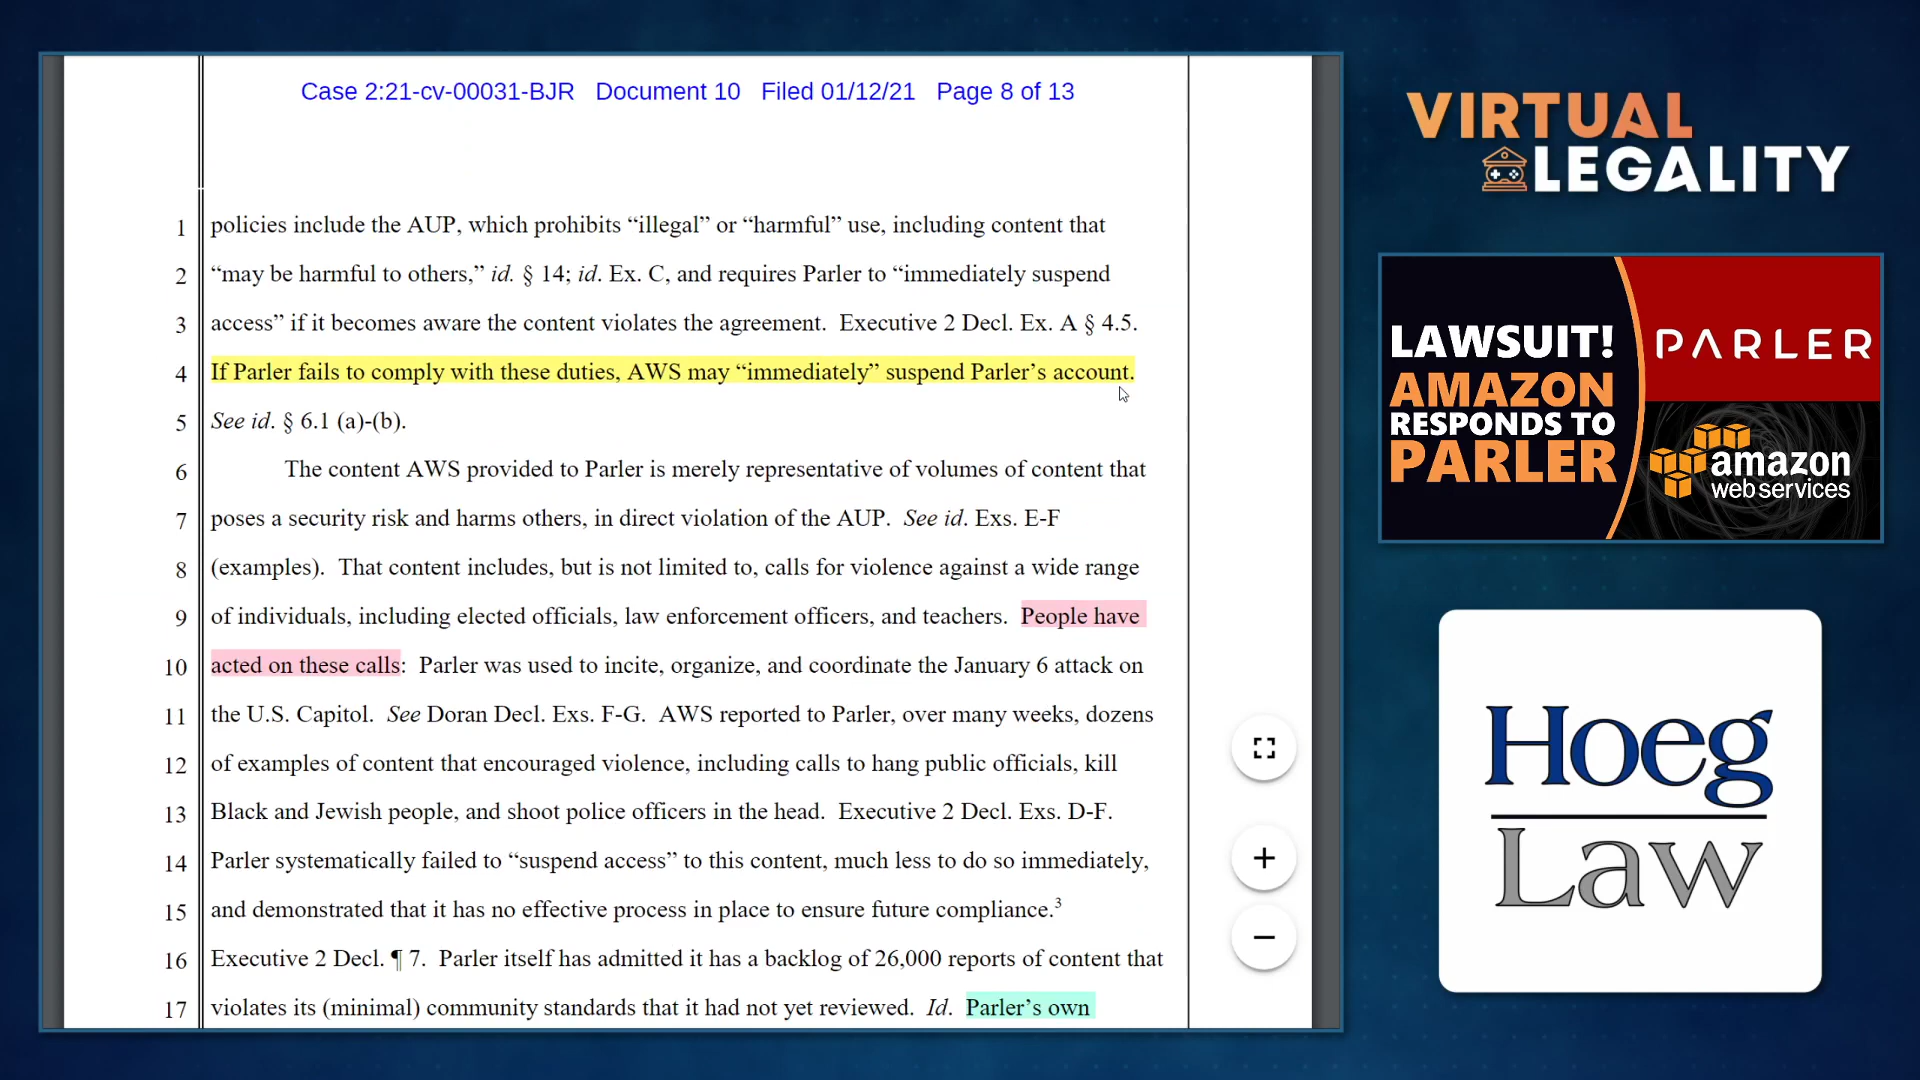 Case 2:21-cv-00031-BJR Document 10 Filed 01/12/21 Page 8 of 13
1 policies include the AUP, which prohibits “illegal” or “harmful” use, including content that
2 “may be harmful to others,” id. § 14; id. Ex. C, and requires Parler to “immediately suspend
3 access” if it becomes aware the content violates the agreement. Executive 2 Decl. Ex. A § 4.5.
4 If Parler fails to comply with these duties, AWS may “immediately” suspend Parler’s account.
5 See id. § 6.1 (a)-(b).
6 The content AWS provided to Parler is merely representative of volumes of content that
7 poses a security risk and harms others, in direct violation of the AUP. See id. Exs. E-F
8 (examples). That content includes, but is not limited to, calls for violence against a wide range
9 of individuals, including elected officials, law enforcement officers, and teachers. People have
10 acted on these calls: Parler was used to incite, organize, and coordinate the January 6 attack on
11 the U.S. Capitol. See Doran Decl. Exs. F-G. AWS reported to Parler, over many weeks, dozens
12 of examples of content that encouraged violence, including calls to hang public officials, kill
13 Black and Jewish people, and shoot police officers in the head. Executive 2 Decl. Exs. D-F.
14 Parler systematically failed to “suspend access” to this content, much less to do so immediately,
15 and demonstrated that it has no effective process in place to ensure future compliance.3
16 Executive 2 Decl. ¶ 7. Parler itself has admitted it has a backlog of 26,000 reports of content that
17 violates its (minimal) community standards that it had not yet reviewed. Id. Parler’s own
VIRTUAL
LEGALITY
LAWSUIT!
AMAZON
RESPONDS TO
PARLER
PARLER
amazon
web services
Hoeg
Law